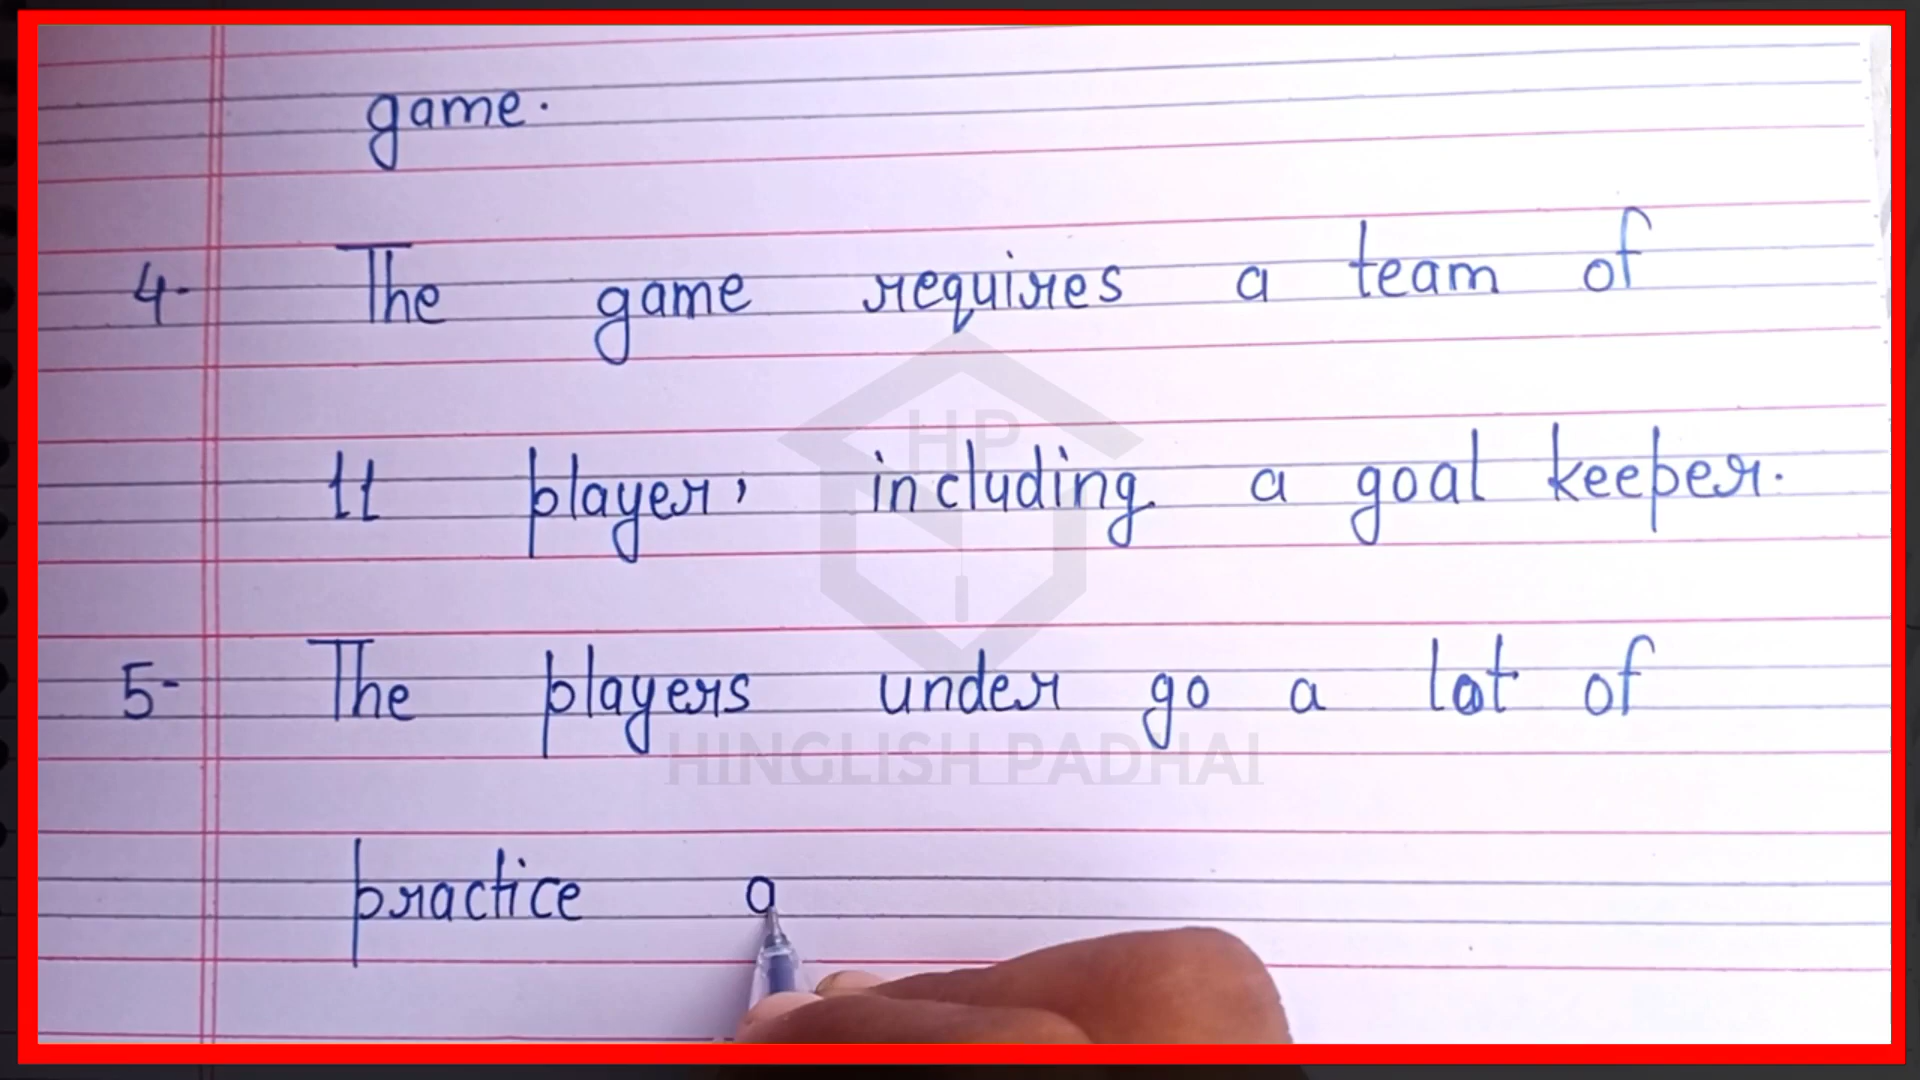 game.
4- The game requires a team of
11 player, including a goal keeper.
5- The players under go a lot of
practice a
HP
HINGLISH PADHAI